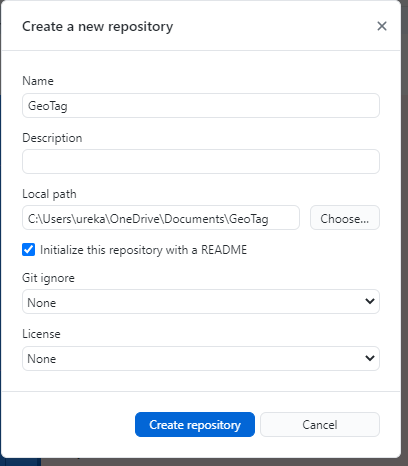 Create a new repository
Name
GeoTag
Description
Local path
C:\Users\ureka\OneDrive\Documents\GeoTag
Choose...
Initialize this repository with a README
Git ignore
None
License
None
Create repository
Cancel